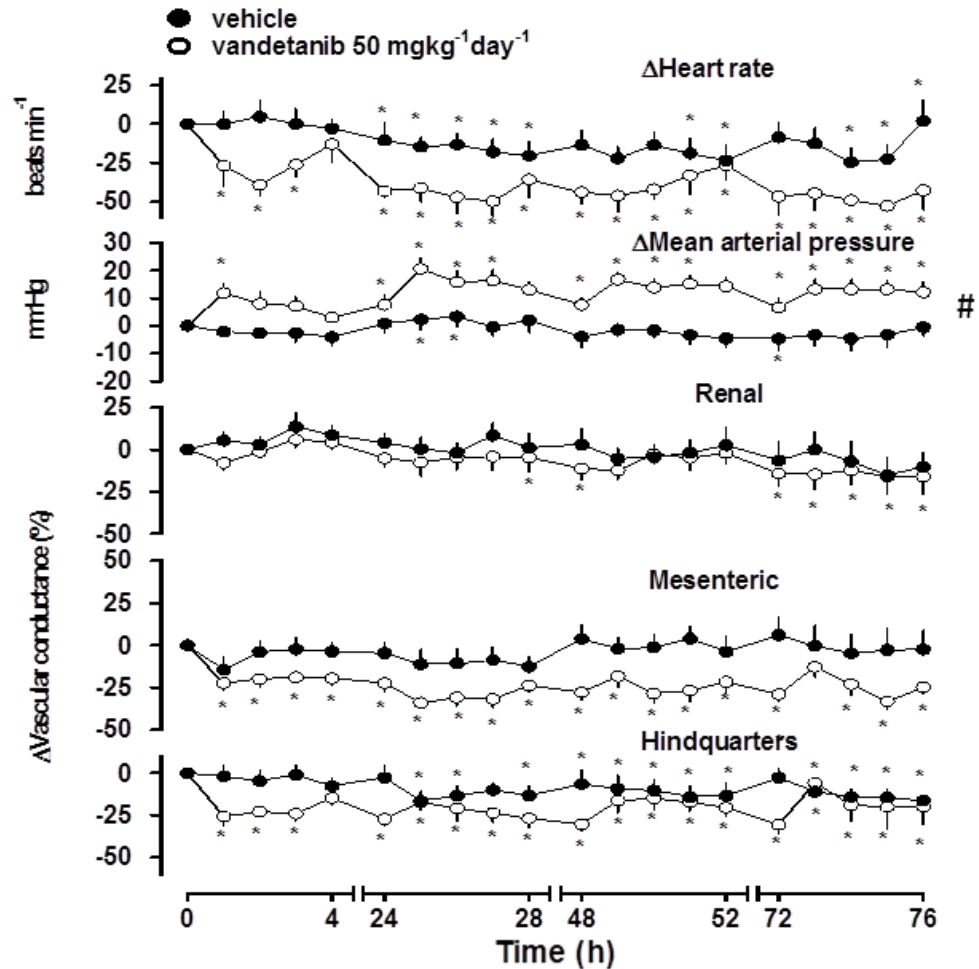 vehicle
vandetanib 50 mgkg⁻¹day⁻¹
ΔHeart rate
beats min⁻¹
25
0
-25
-50
* * * * * * * *
* * * * * * * * * * * * * * * *
ΔMean arterial pressure
mmHg
30
20
10
0
-10
-20
* * * * * * * * * * * * * *
* * *
#
ΔVascular conductance (%)
Renal
25
0
-25
-50
* * * * * * *
Mesenteric
50
25
0
-25
-50
* * * * * * * * * * * * * * * * * *
Hindquarters
0
-25
-50
* * * * * * * * * * * *
* * * * * * * * * * * * * * * * * *
0 4 24 28 48 52 72 76
Time (h)